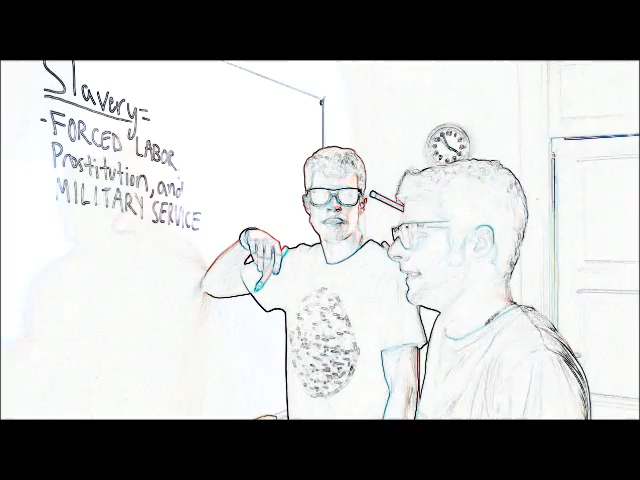 Slavery=
-FORCED LABOR
Prostitution, and
MILITARY SERVICE